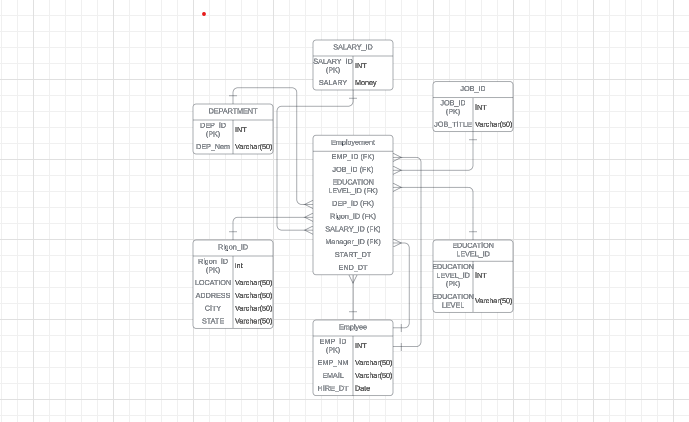 SALARY_ID
SALARY_ID (PK) INT
SALARY Money
JOB_ID
JOB_ID (PK) INT
JOB_TITLE Varchar(50)
DEPARTMENT
DEP_ID (PK) INT
DEP_Nem Varchar(50)
Employement
EMP_ID (FK)
JOB_ID (FK)
EDUCATION
LEVEL_ID (FK)
DEP_ID (FK)
Rigon_ID (FK)
SALARY_ID (FK)
Manager_ID (FK)
START_DT
END_DT
Rigon_ID
Rigon_ID (PK) int
LOCATION Varchar(50)
ADDRESS Varchar(50)
CITY Varchar(50)
STATE Varchar(50)
EDUCATION
LEVEL_ID
EDUCATION
LEVEL_ID (PK) INT
EDUCATION
LEVEL Varchar(50)
Emplyee
EMP_ID (PK) INT
EMP_NM Varchar(50)
EMAIL Varchar(50)
HIRE_DT Date